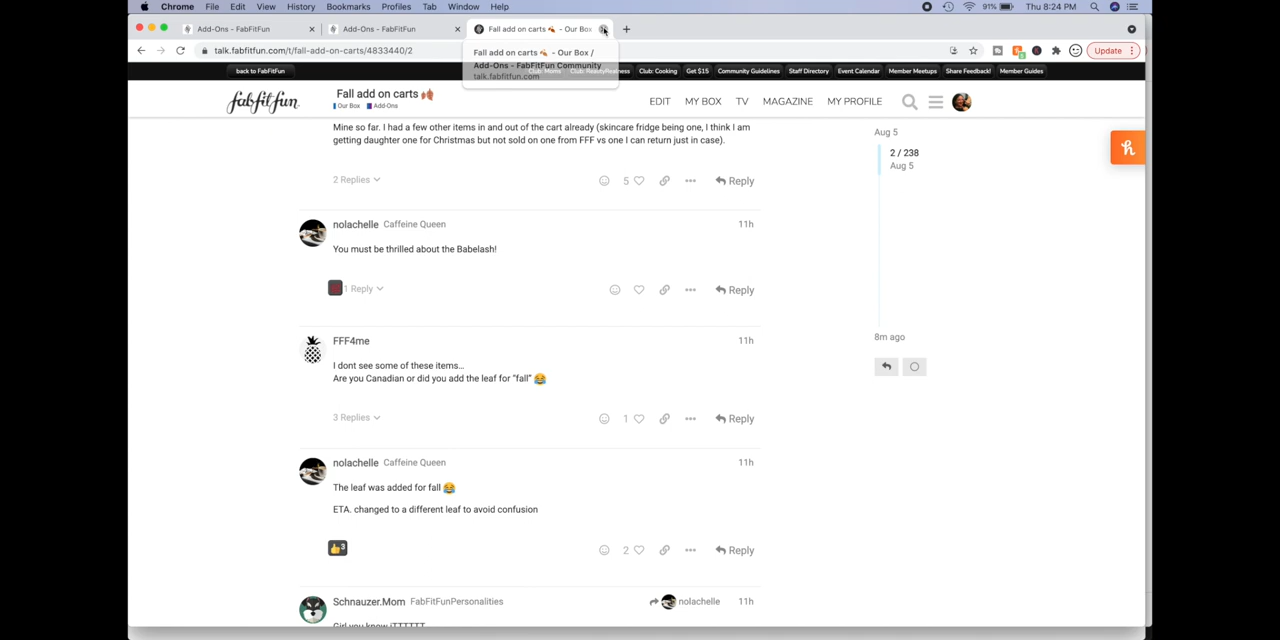 Chrome File Edit View History Bookmarks Profiles Tab Window Help 91% Thu 8:24 PM
Add-Ons - FabFitFun Add-Ons - FabFitFun Fall add on carts 🍂 - Our Box
talk.fabfitfun.com/t/fall-add-on-carts/4833440/2 Update
Fall add on carts 🍂 - Our Box /
Add-Ons - FabFitFun Community
talk.fabfitfun.com
back to FabFitFun Club: Moms Club: Beauty/Wellness Club: Cooking Get $15 Community Guidelines Staff Directory Event Calendar Member Meetups Share Feedback! Member Guides
fabfitfun Fall add on carts 🍂
Our Box Add-Ons
EDIT MY BOX TV MAGAZINE MY PROFILE
Mine so far. I had a few other items in and out of the cart already (skincare fridge being one, I think I am
getting daughter one for Christmas but not sold on one from FFF vs one I can return just in case).
2 Replies 5 Reply
Aug 5
2 / 238
Aug 5
8m ago
nolachelle Caffeine Queen 11h
You must be thrilled about the Babelash!
1 Reply Reply
FFF4me 11h
I dont see some of these items...
Are you Canadian or did you add the leaf for "fall" 😂
3 Replies 1 Reply
nolachelle Caffeine Queen 11h
The leaf was added for fall 😂
ETA. changed to a different leaf to avoid confusion
3 2 Reply
Schnauzer.Mom FabFitFunPersonalities nolachelle 11h
Girl you know